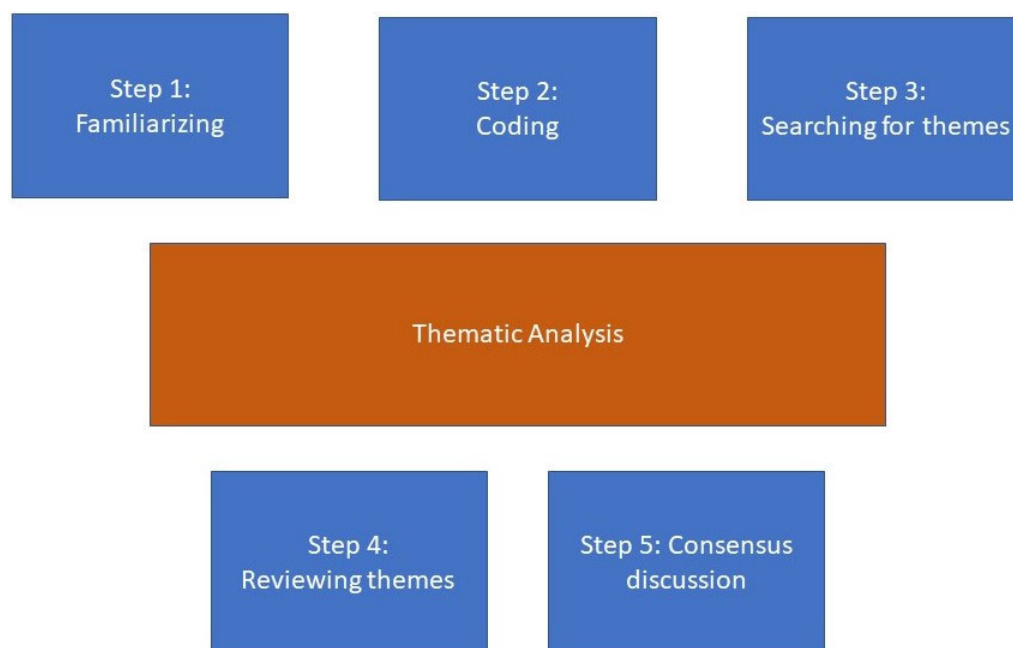 Step 1:
Familiarizing
Step 2:
Coding
Step 3:
Searching for themes
Thematic Analysis
Step 4:
Reviewing themes
Step 5: Consensus
discussion